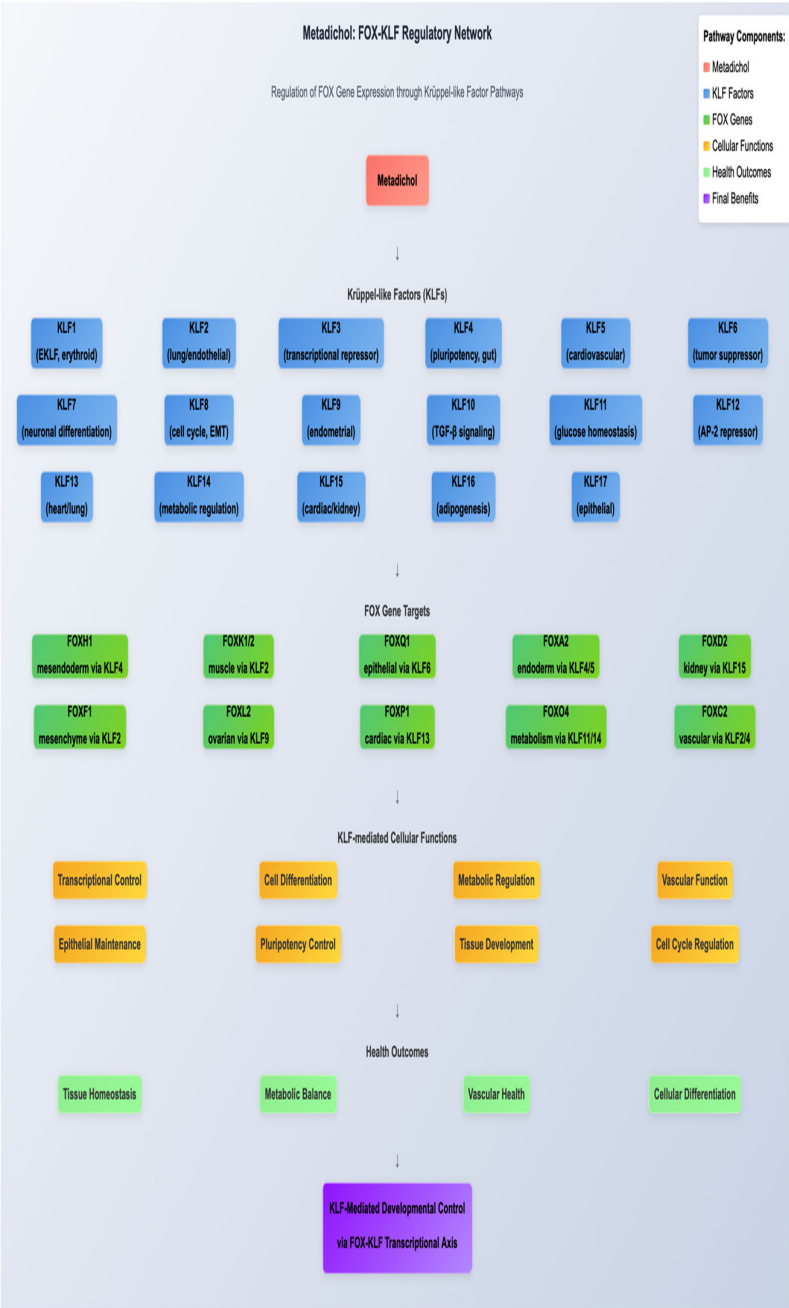 Metadichol: FOX-KLF Regulatory Network
Regulation of FOX Gene Expression through Krüppel-like Factor Pathways
Pathway Components:
Metadichol
KLF Factors
FOX Genes
Cellular Functions
Health Outcomes
Final Benefits
Metadichol
↓
Krüppel-like Factors (KLFs)
KLF1
(EKLF, erythroid)
KLF2
(lung/endothelial)
KLF3
(transcriptional repressor)
KLF4
(pluripotency, gut)
KLF5
(cardiovascular)
KLF6
(tumor suppressor)
KLF7
(neuronal differentiation)
KLF8
(cell cycle, EMT)
KLF9
(endometrial)
KLF10
(TGF-β signaling)
KLF11
(glucose homeostasis)
KLF12
(AP-2 repressor)
KLF13
(heart/lung)
KLF14
(metabolic regulation)
KLF15
(cardiac/kidney)
KLF16
(adipogenesis)
KLF17
(epithelial)
↓
FOX Gene Targets
FOXH1
mesendoderm via KLF4
FOXK1/2
muscle via KLF2
FOXQ1
epithelial via KLF6
FOXA2
endoderm via KLF4/5
FOXD2
kidney via KLF15
FOXF1
mesenchyme via KLF2
FOXL2
ovarian via KLF9
FOXP1
cardiac via KLF13
FOXO4
metabolism via KLF11/14
FOXC2
vascular via KLF2/4
↓
KLF-mediated Cellular Functions
Transcriptional Control
Cell Differentiation
Metabolic Regulation
Vascular Function
Epithelial Maintenance
Pluripotency Control
Tissue Development
Cell Cycle Regulation
↓
Health Outcomes
Tissue Homeostasis
Metabolic Balance
Vascular Health
Cellular Differentiation
↓
KLF-Mediated Developmental Control
via FOX-KLF Transcriptional Axis